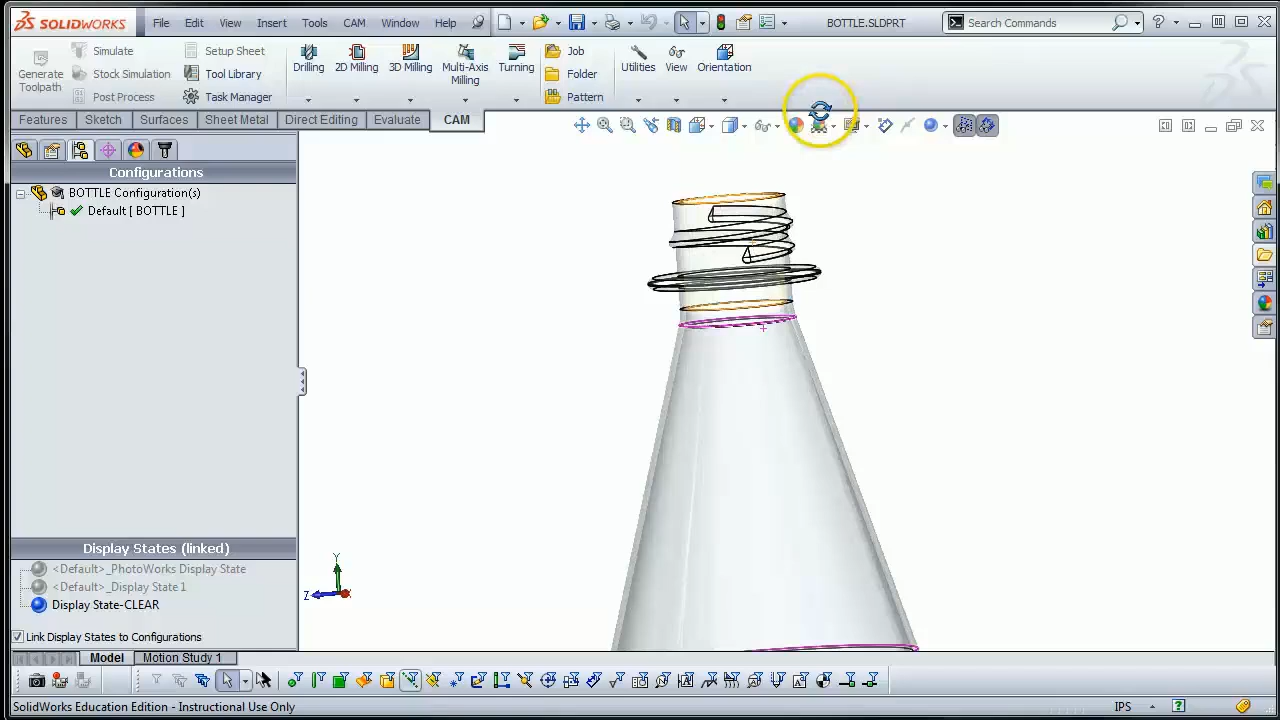 SOLIDWORKS File Edit View Insert Tools CAM Window Help BOTTLE.SLDPRT Search Commands
Generate Toolpath
Simulate Setup Sheet
Stock Simulation Tool Library
Post Process Task Manager
Drilling 2D Milling 3D Milling Multi-Axis Milling Turning
Job
Folder
Pattern
Utilities View Orientation
Features Sketch Surfaces Sheet Metal Direct Editing Evaluate CAM
Configurations
BOTTLE Configuration(s)
Default [ BOTTLE ]
Y
Z
Display States (linked)
<Default>_PhotoWorks Display State
<Default>_Display State 1
Display State-CLEAR
Link Display States to Configurations
Model Motion Study 1
SolidWorks Education Edition - Instructional Use Only IPS